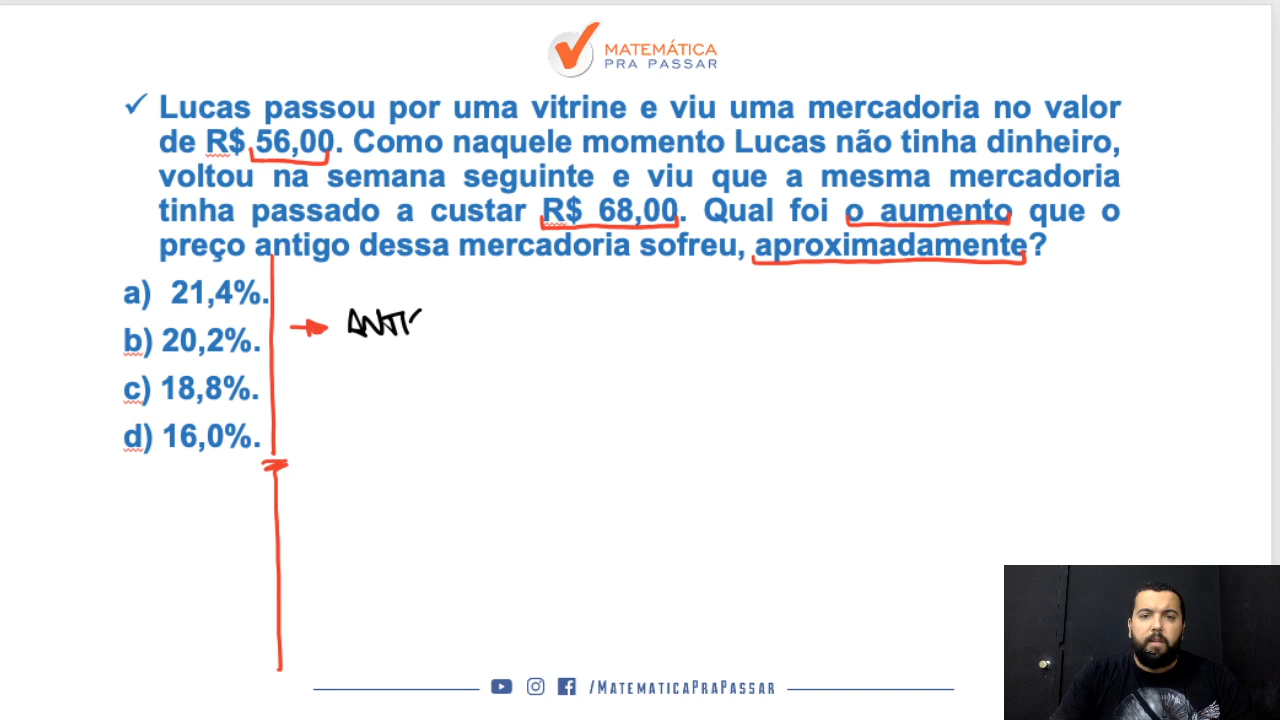 MATEMÁTICA
PRA PASSAR
✓ Lucas passou por uma vitrine e viu uma mercadoria no valor
de R$ 56,00. Como naquele momento Lucas não tinha dinheiro,
voltou na semana seguinte e viu que a mesma mercadoria
tinha passado a custar R$ 68,00. Qual foi o aumento que o
preço antigo dessa mercadoria sofreu, aproximadamente?
a) 21,4%.
b) 20,2%.
c) 18,8%.
d) 16,0%.
ANTI
/MATEMATICAPRAPASSAR